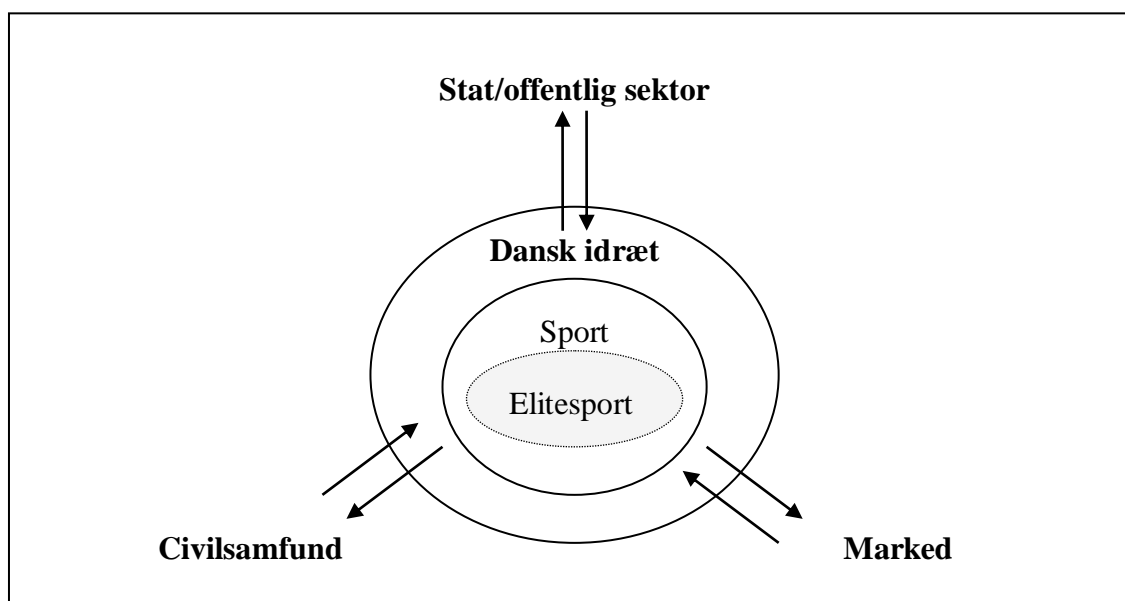 Stat/offentlig sektor
Dansk idræt
Sport
Elitesport
Civilsamfund
Marked